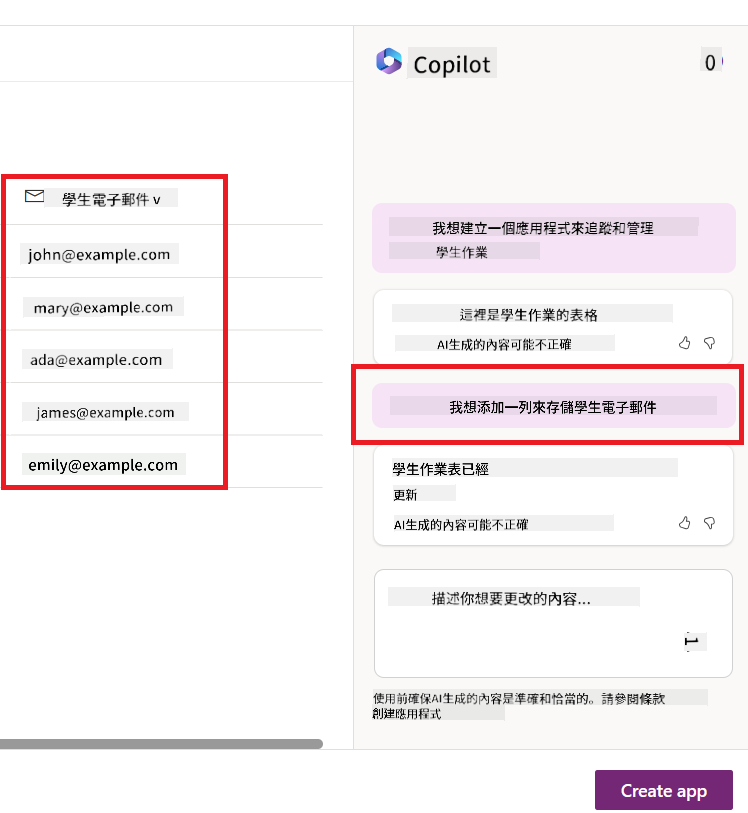 學生電子郵件 v
john@example.com
mary@example.com
ada@example.com
james@example.com
emily@example.com
Copilot
0
我想建立一個應用程式來追蹤和管理
學生作業
這裡是學生作業的表格
AI生成的內容可能不正確
我想添加一列來存儲學生電子郵件
學生作業表已經
更新
AI生成的內容可能不正確
描述你想要更改的內容...
使用前確保AI生成的內容是準確和恰當的。請參閱條款
創建應用程式
Create app